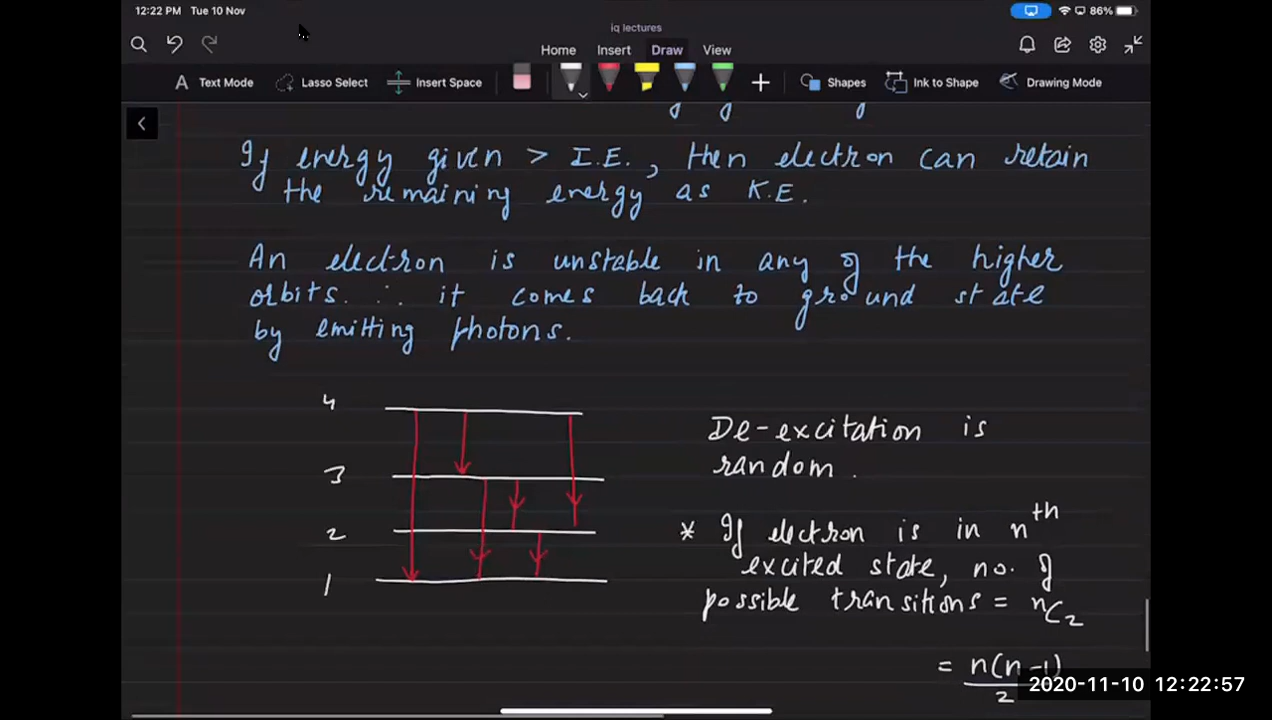 12:22 PM Tue 10 Nov
86%
iq lectures
Home Insert Draw View
Text Mode Lasso Select Insert Space Shapes Ink to Shape Drawing Mode
If energy given > I.E., then electron can retain
the remaining energy as K.E.
An electron is unstable in any of the higher
orbits. ∴ it comes back to ground state
by emitting photons.
4
3
2
1
De-excitation is
random.
* If electron is in nth
excited state, no. of
possible transitions = nC2
= n(n-1)
2
2020-11-10 12:22:57